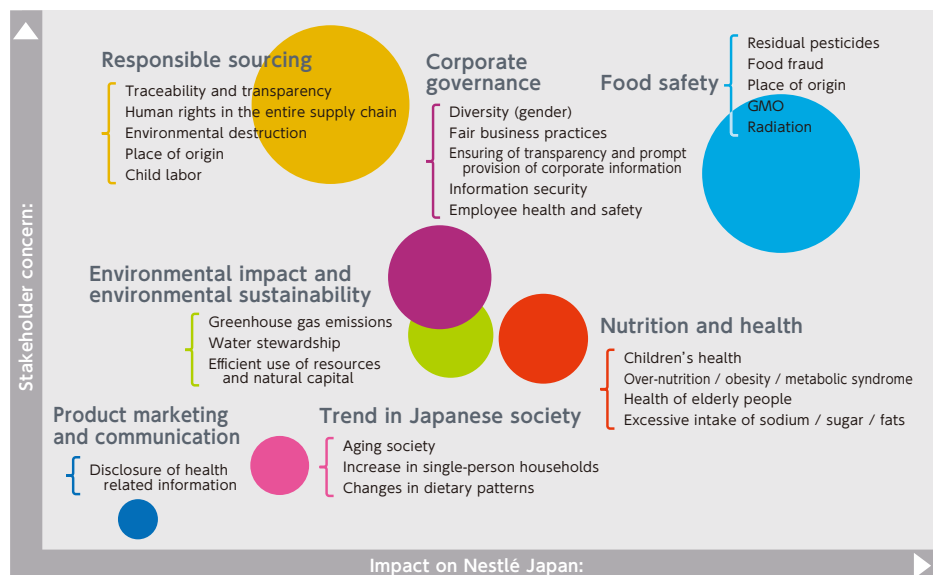 Responsible sourcing
Traceability and transparency
Human rights in the entire supply chain
Environmental destruction
Place of origin
Child labor
Corporate
governance
Diversity (gender)
Fair business practices
Ensuring of transparency and prompt
provision of corporate information
Information security
Employee health and safety
Food safety
Residual pesticides
Food fraud
Place of origin
GMO
Radiation
Environmental impact and
environmental sustainability
Greenhouse gas emissions
Water stewardship
Efficient use of resources
and natural capital
Nutrition and health
Children’s health
Over-nutrition / obesity / metabolic syndrome
Health of elderly people
Excessive intake of sodium / sugar / fats
Product marketing
and communication
Disclosure of health
related information
Trend in Japanese society
Aging society
Increase in single-person households
Changes in dietary patterns
Stakeholder concern:
Impact on Nestlé Japan: